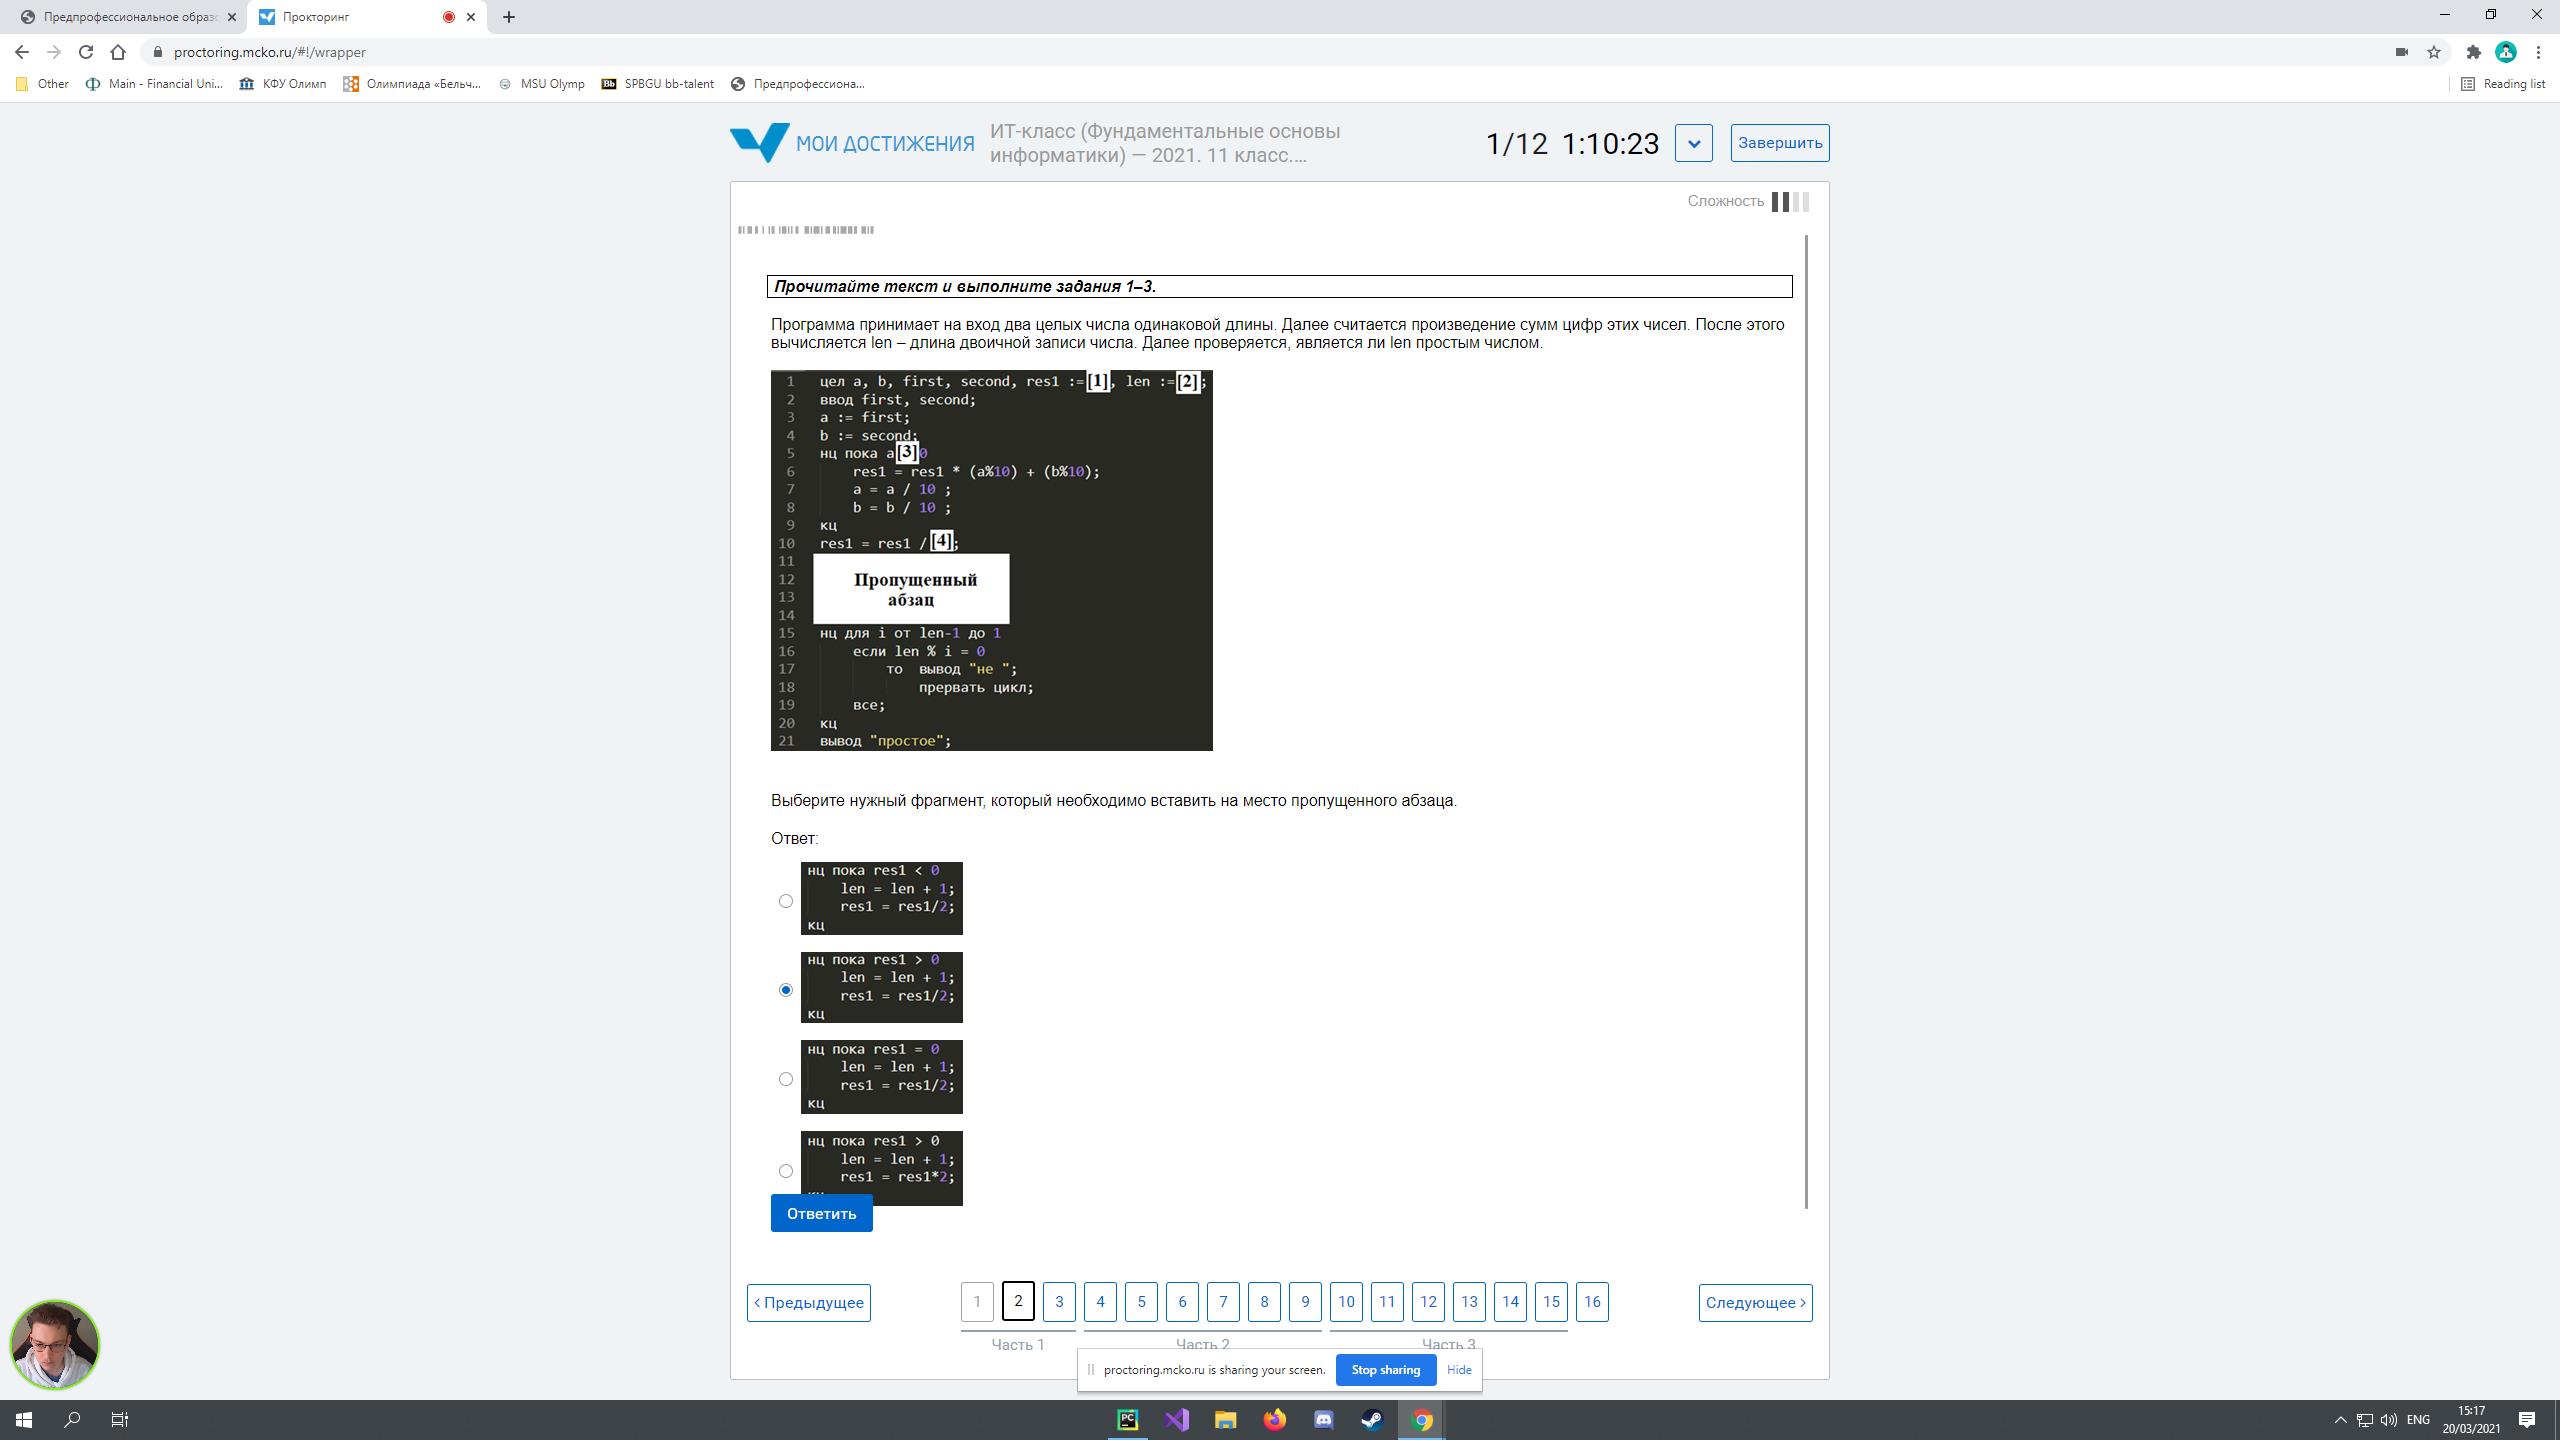 Предпрофессиональное образ
Прокторинг
proctoring.mcko.ru/#!/wrapper
Other
Main - Financial Uni...
КФУ Олимп
Олимпиада «Бельч...
MSU Olymp
Bb
SPBGU bb-talent
Предпрофессиона...
Reading list
МОИ ДОСТИЖЕНИЯ
ИТ-класс (Фундаментальные основы
информатики) — 2021. 11 класс....
1/12 1:10:23
Завершить
Сложность
Прочитайте текст и выполните задания 1–3.
Программа принимает на вход два целых числа одинаковой длины. Далее считается произведение сумм цифр этих чисел. После этого
вычисляется len – длина двоичной записи числа. Далее проверяется, является ли len простым числом.
1 цел a, b, first, second, res1 :=[1], len :=[2];
2 ввод first, second;
3 a := first;
4 b := second;
5 нц пока a[3]0
6 res1 = res1 * (a%10) + (b%10);
7 a = a / 10 ;
8 b = b / 10 ;
9 кц
10 res1 = res1 /[4];
11
12 Пропущенный
13 абзац
14
15 нц для i от len-1 до 1
16 если len % i = 0
17 то вывод "не ";
18 прервать цикл;
19 все;
20 кц
21 вывод "простое";
Выберите нужный фрагмент, который необходимо вставить на место пропущенного абзаца.
Ответ:
нц пока res1 < 0
len = len + 1;
res1 = res1/2;
кц
нц пока res1 > 0
len = len + 1;
res1 = res1/2;
кц
нц пока res1 = 0
len = len + 1;
res1 = res1/2;
кц
нц пока res1 > 0
len = len + 1;
res1 = res1*2;
Ответить
Предыдущее
1 2 3 4 5 6 7 8 9 10 11 12 13 14 15 16
Следующее
Часть 1
Часть 2
Часть 3
proctoring.mcko.ru is sharing your screen.
Stop sharing
Hide
PC
ENG
15:17
20/03/2021